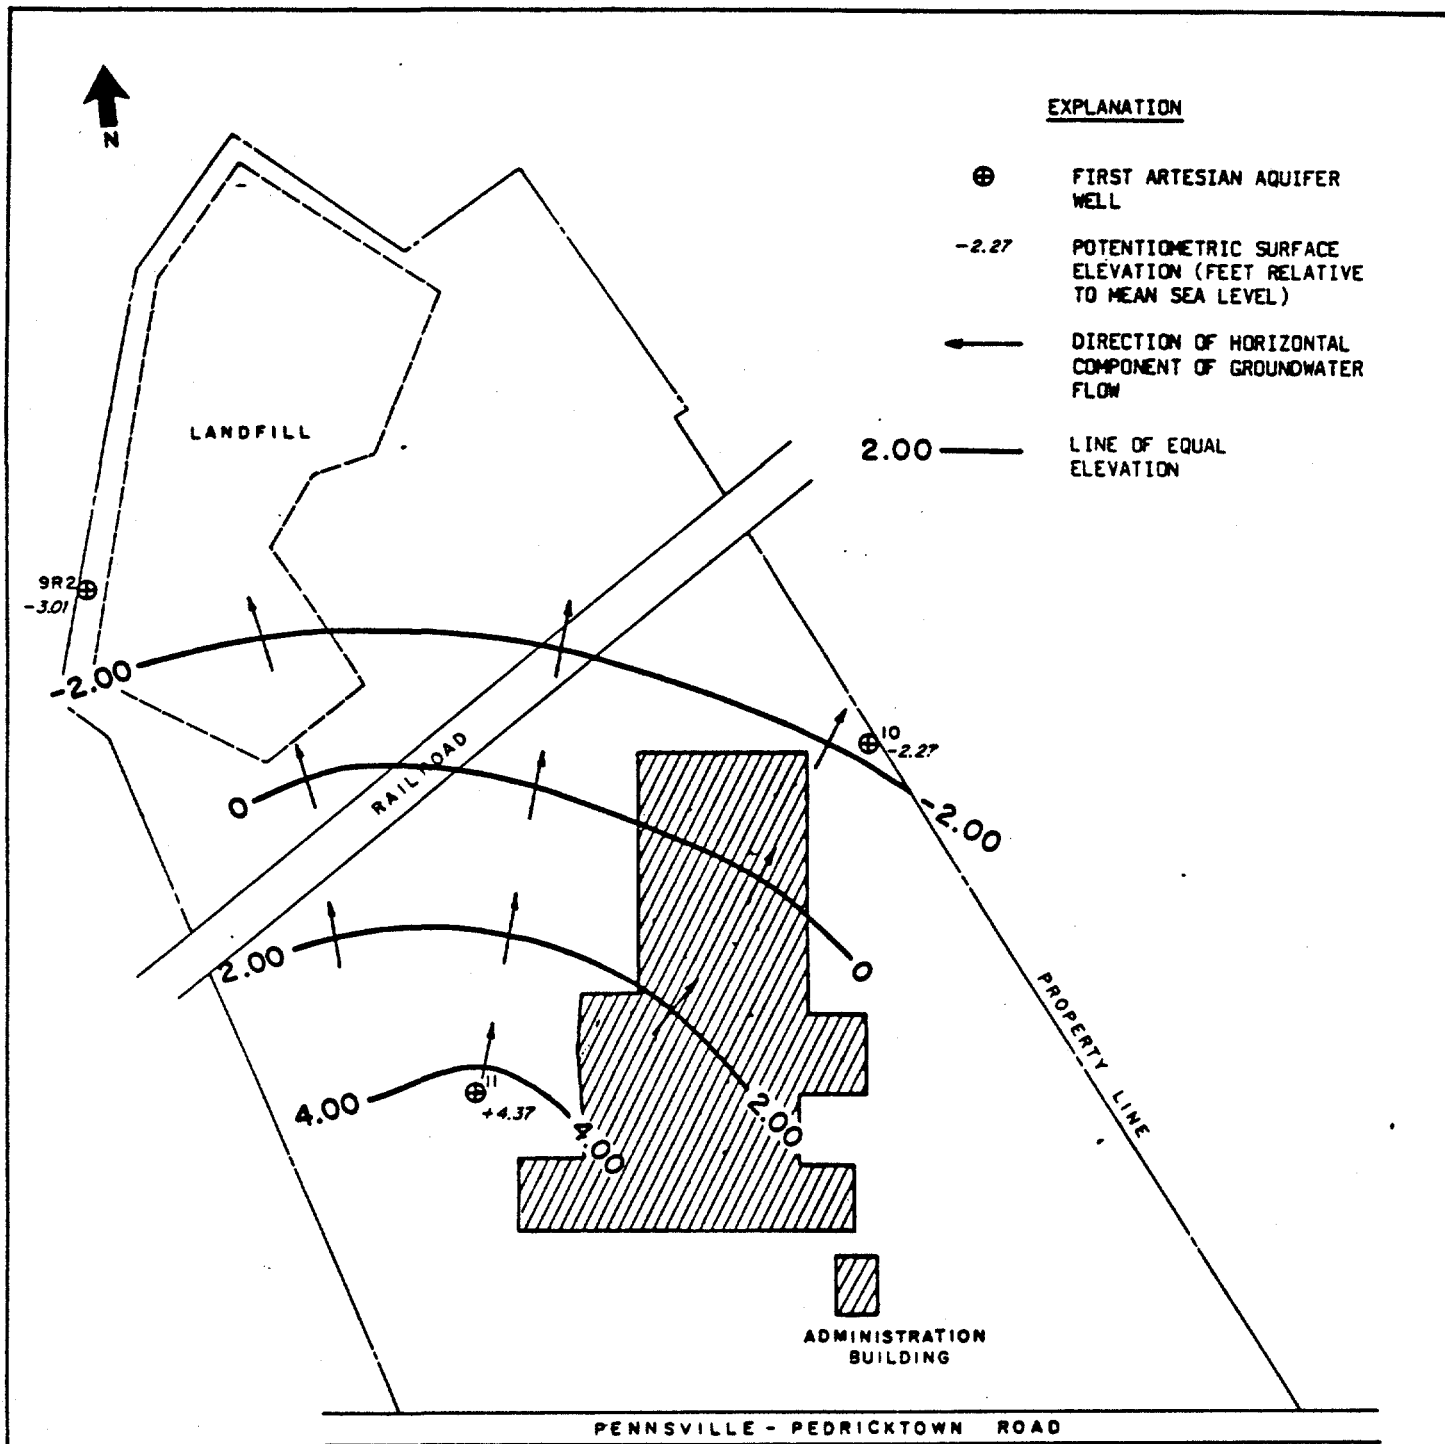 N
EXPLANATION
FIRST ARTESIAN AQUIFER
WELL
-2.27
POTENTIOMETRIC SURFACE
ELEVATION (FEET RELATIVE
TO MEAN SEA LEVEL)
DIRECTION OF HORIZONTAL
COMPONENT OF GROUNDWATER
FLOW
2.00
LINE OF EQUAL
ELEVATION
LANDFILL
9R2
-3.01
-2.00
RAILROAD
10
-2.27
-2.00
0
0
2.00
2.00
11
+4.37
4.00
4.00
PROPERTY LINE
ADMINISTRATION
BUILDING
PENNSVILLE - PEDRICKTOWN ROAD